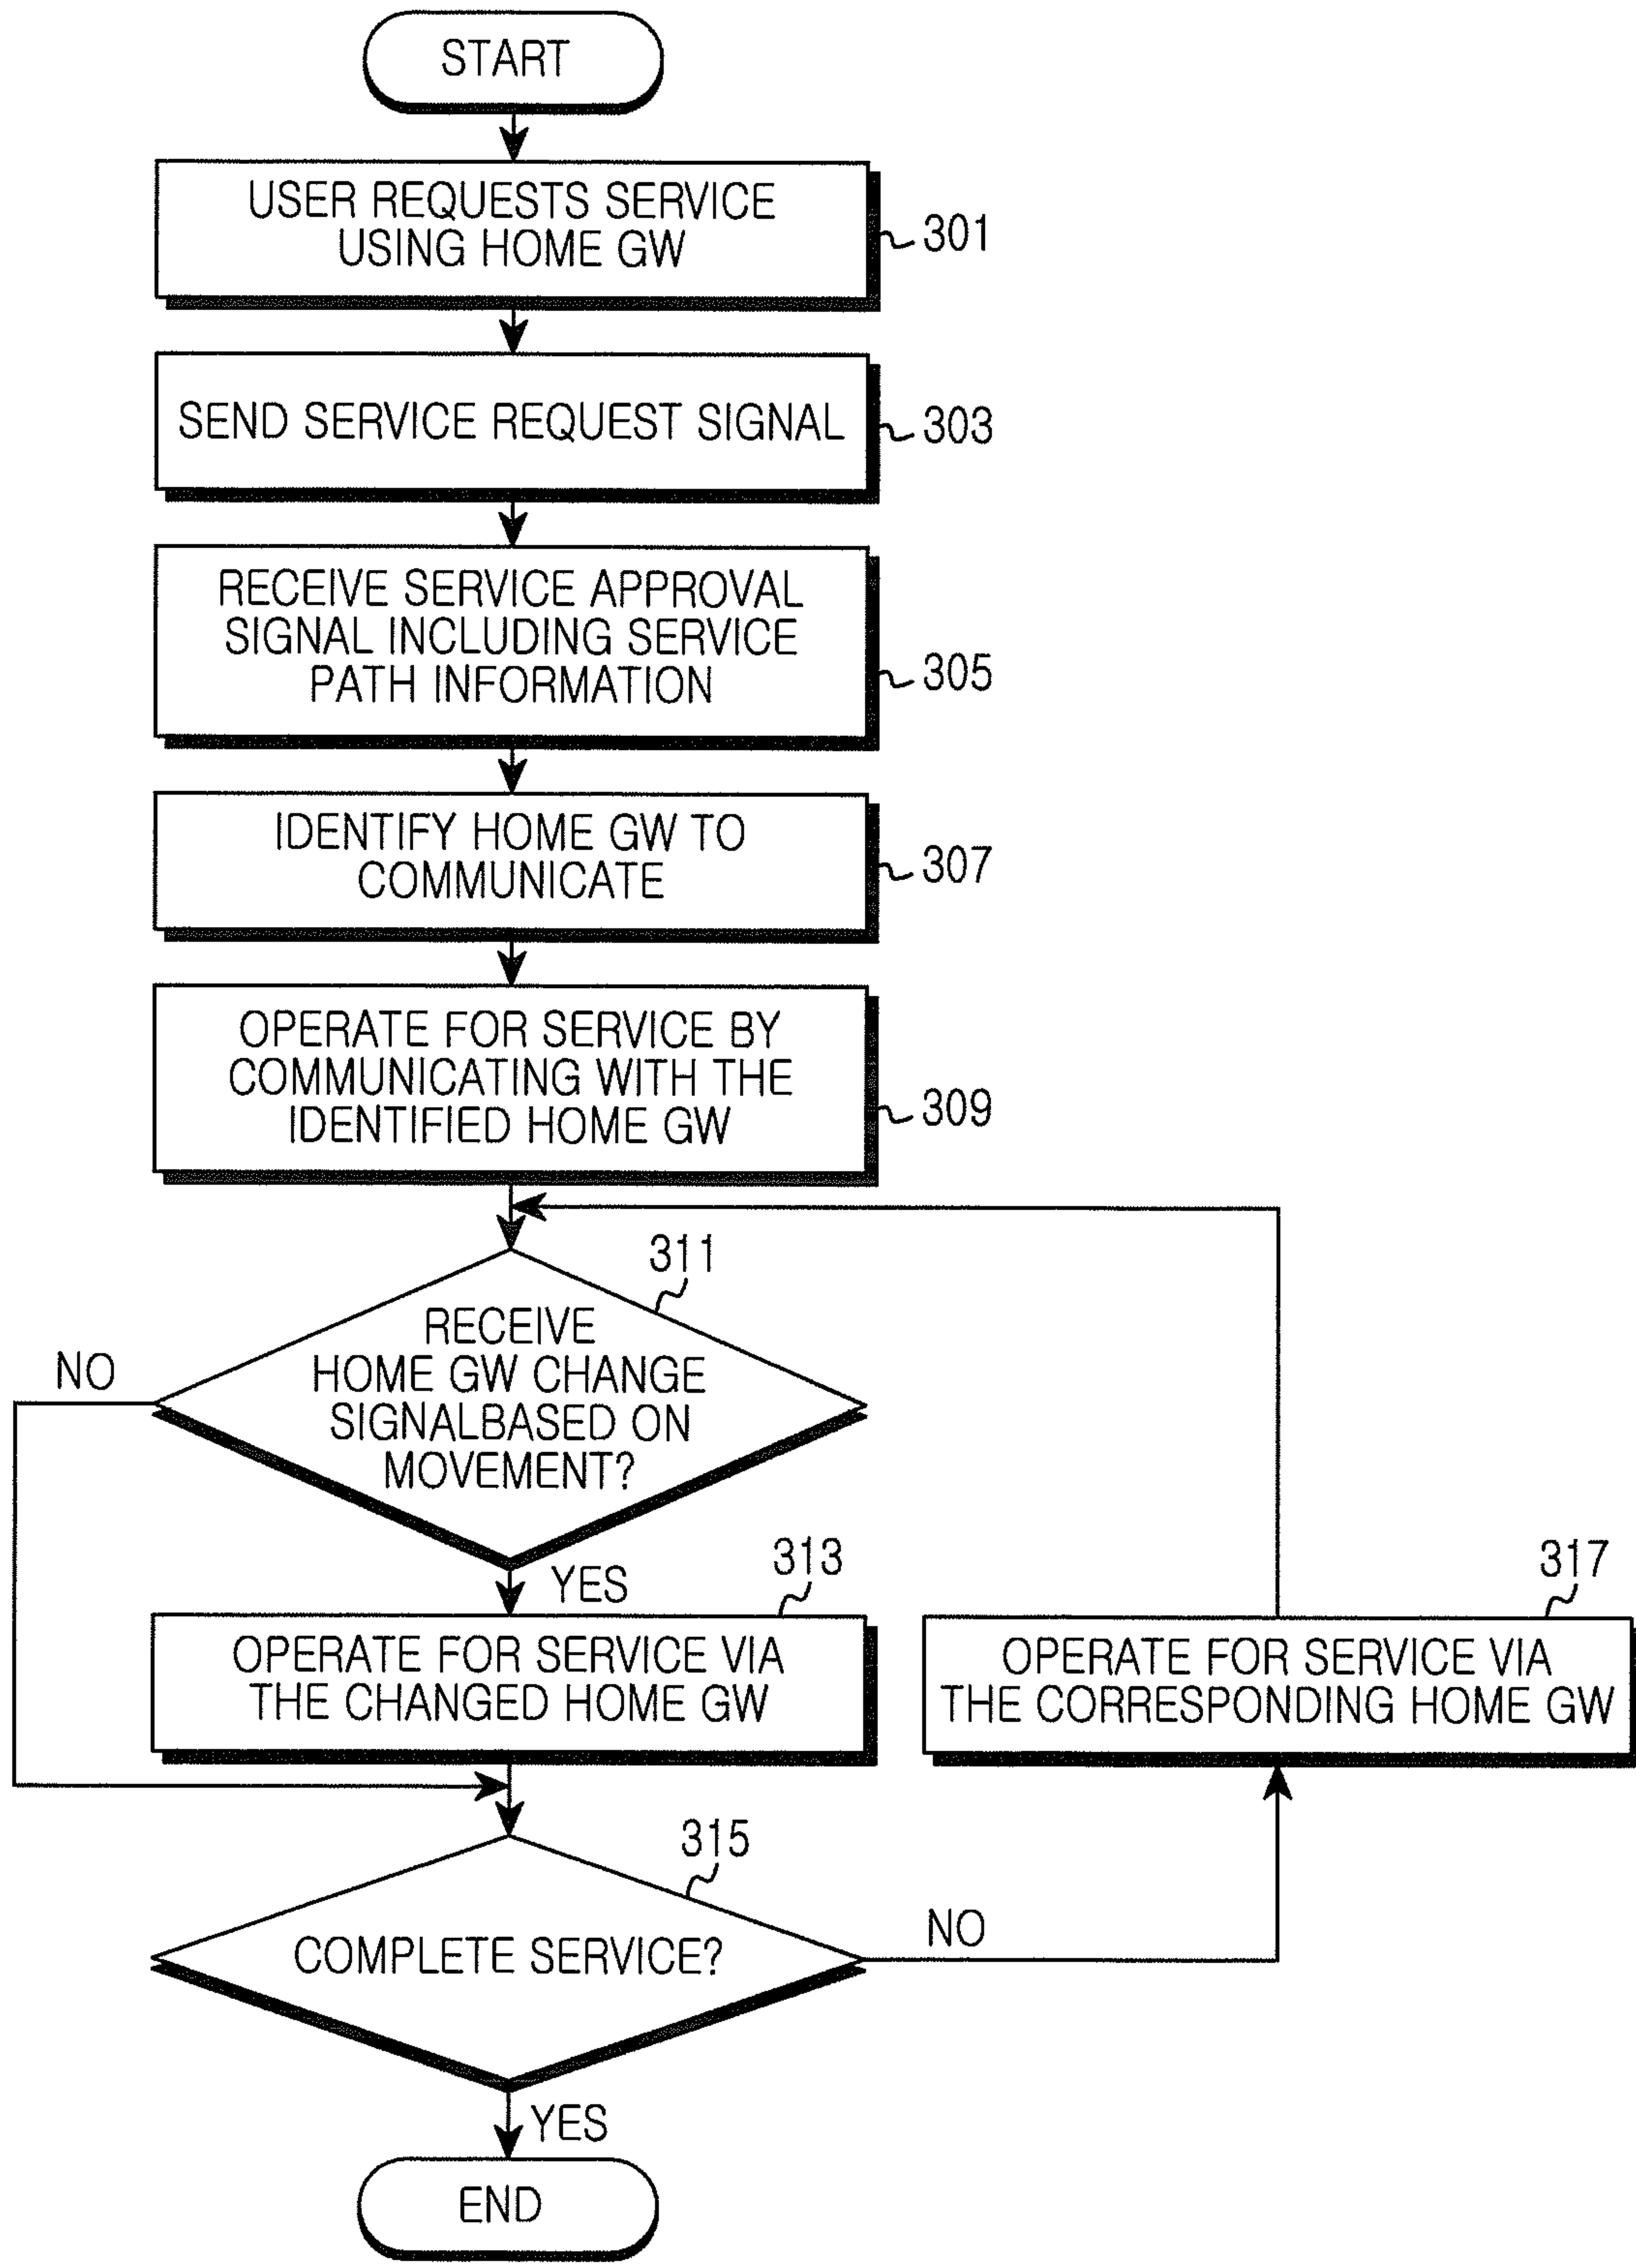 START
USER REQUESTS SERVICE
USING HOME GW
301
SEND SERVICE REQUEST SIGNAL
303
RECEIVE SERVICE APPROVAL
SIGNAL INCLUDING SERVICE
PATH INFORMATION
305
IDENTIFY HOME GW TO
COMMUNICATE
307
OPERATE FOR SERVICE BY
COMMUNICATING WITH THE
IDENTIFIED HOME GW
309
311
RECEIVE
HOME GW CHANGE
SIGNALBASED ON
MOVEMENT?
NO
YES
313
OPERATE FOR SERVICE VIA
THE CHANGED HOME GW
317
OPERATE FOR SERVICE VIA
THE CORRESPONDING HOME GW
315
COMPLETE SERVICE?
NO
YES
END